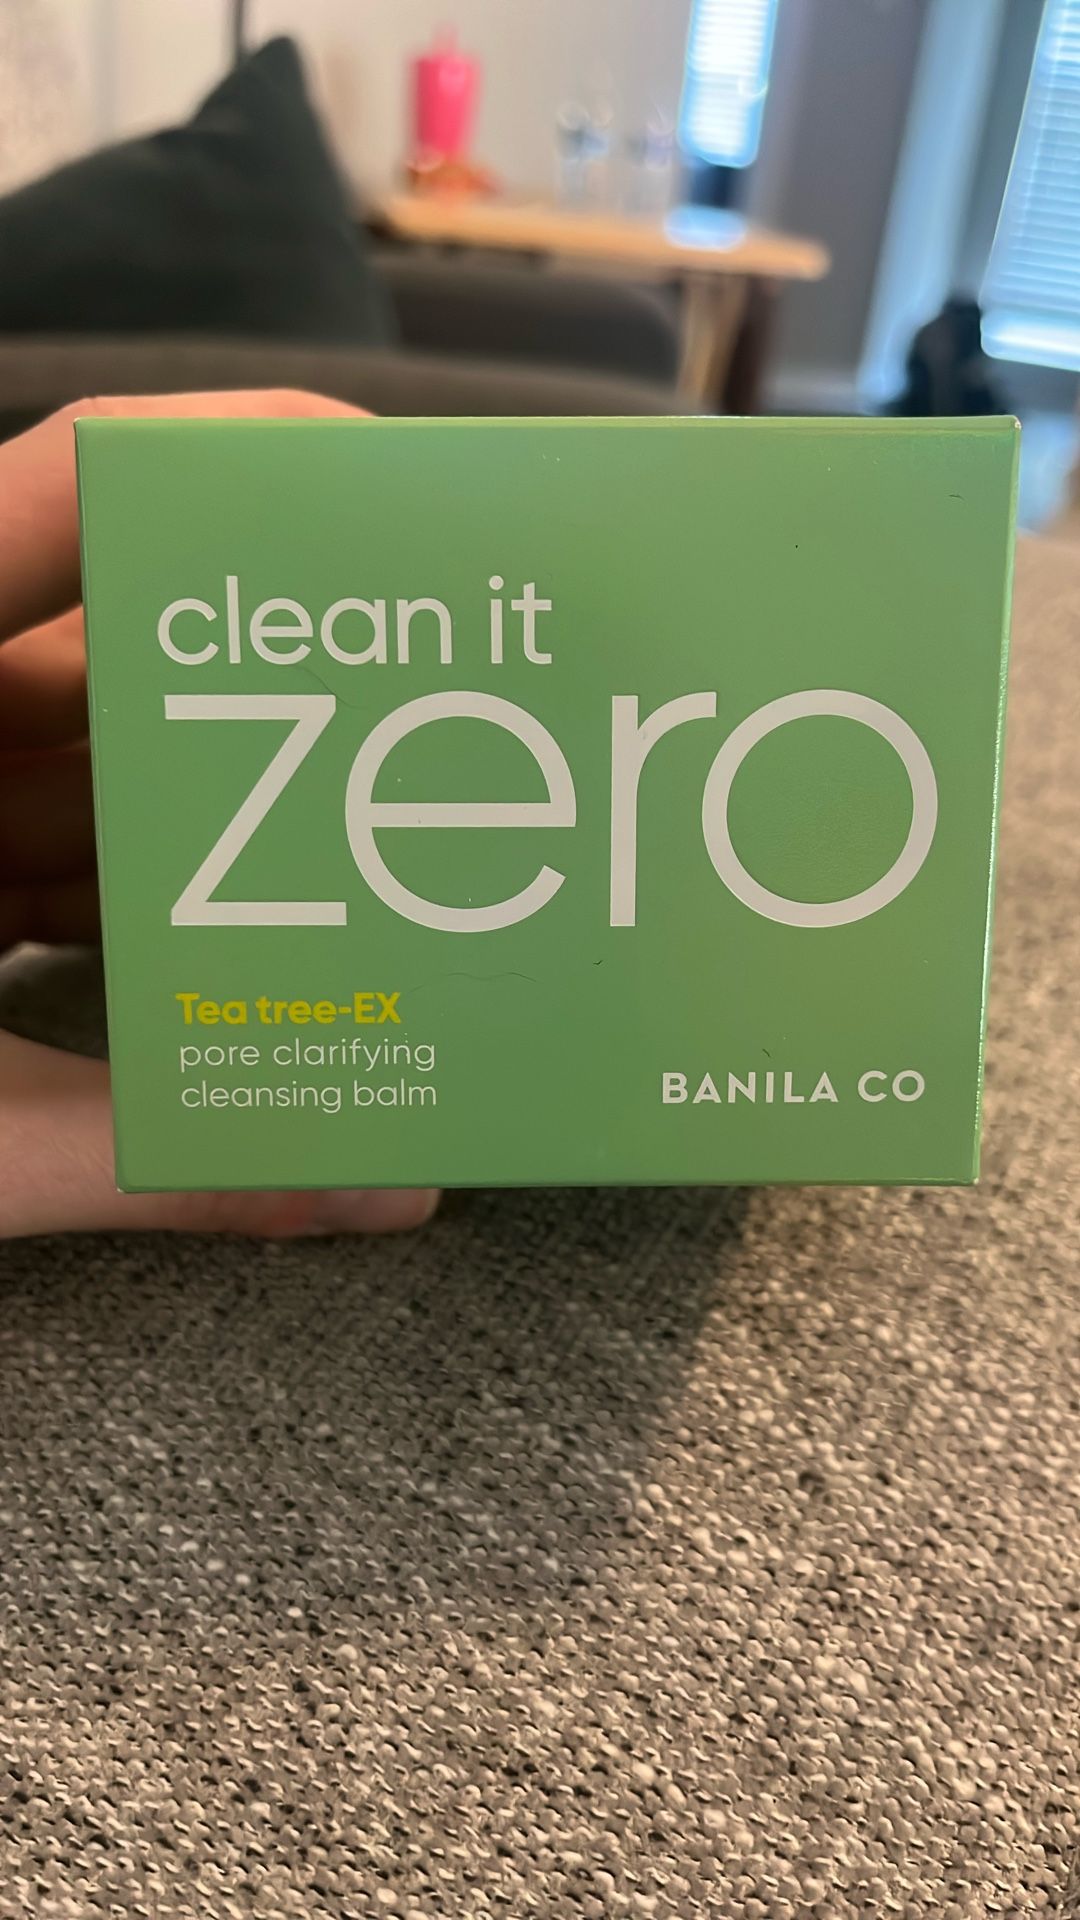 clean it
zero
Tea tree-EX
pore clarifying
cleansing balm
BANILA CO